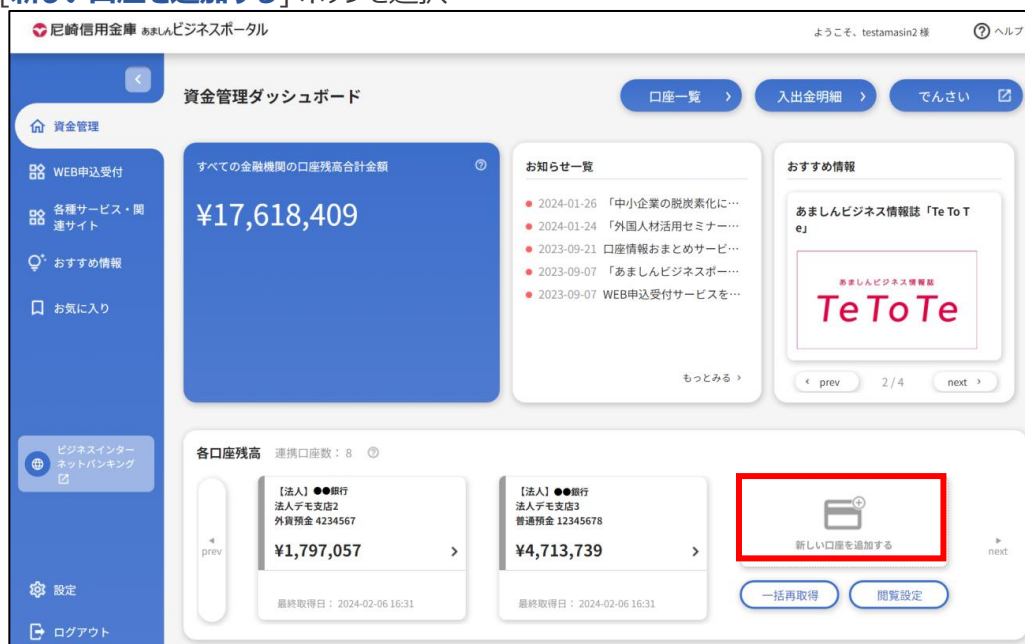 [新しい口座を追加する] ボタンを選択
尼崎信用金庫 あましんビジネスポータル
ようこそ、testamasin2 様
ヘルプ
資金管理ダッシュボード
口座一覧
入出金明細
でんさい
資金管理
WEB申込受付
各種サービス・関
連サイト
おすすめ情報
お気に入り
ビジネスインター
ネットバンキング
設定
ログアウト
すべての金融機関の口座残高合計金額
¥17,618,409
お知らせ一覧
2024-01-26 「中小企業の脱炭素化に…
2024-01-24 「外国人材活用セミナー…
2023-09-21 口座情報おまとめサービ…
2023-09-07 「あましんビジネスポー…
2023-09-07 WEB申込受付サービスを…
もっとみる
おすすめ情報
あましんビジネス情報誌「Te To T
e」
あましんビジネス情報誌
TeToTe
prev
2 / 4
next
各口座残高 連携口座数: 8
prev
【法人】●●銀行
法人デモ支店2
外貨預金 4234567
¥1,797,057
最終取得日: 2024-02-06 16:31
【法人】●●銀行
法人デモ支店3
普通預金 12345678
¥4,713,739
最終取得日: 2024-02-06 16:31
新しい口座を追加する
next
一括再取得
閲覧設定